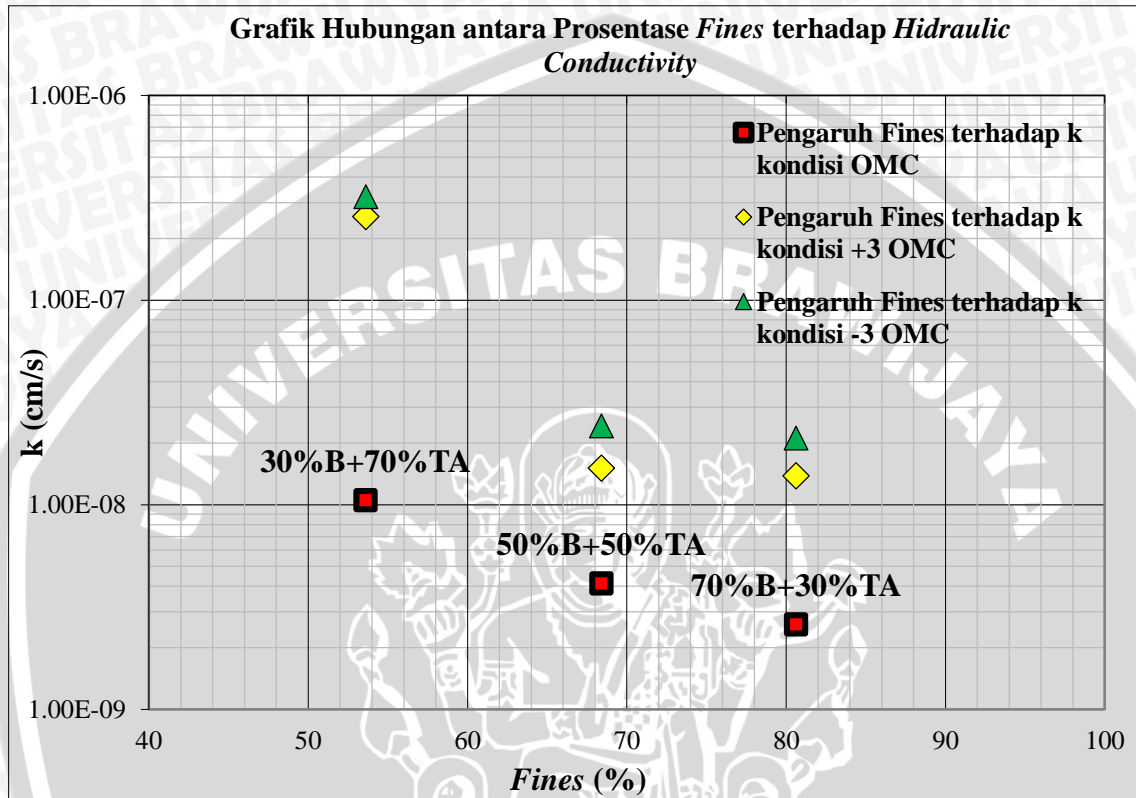 Grafik Hubungan antara Prosentase Fines terhadap Hidraulic
Conductivity
1.00E-06
1.00E-07
1.00E-08
1.00E-09
k (cm/s)
Pengaruh Fines terhadap k
kondisi OMC
Pengaruh Fines terhadap k
kondisi +3 OMC
Pengaruh Fines terhadap k
kondisi -3 OMC
30%B+70%TA
50%B+50%TA
70%B+30%TA
40 50 60 70 80 90 100
Fines (%)
UNIVERSITAS BRAWIJAYA